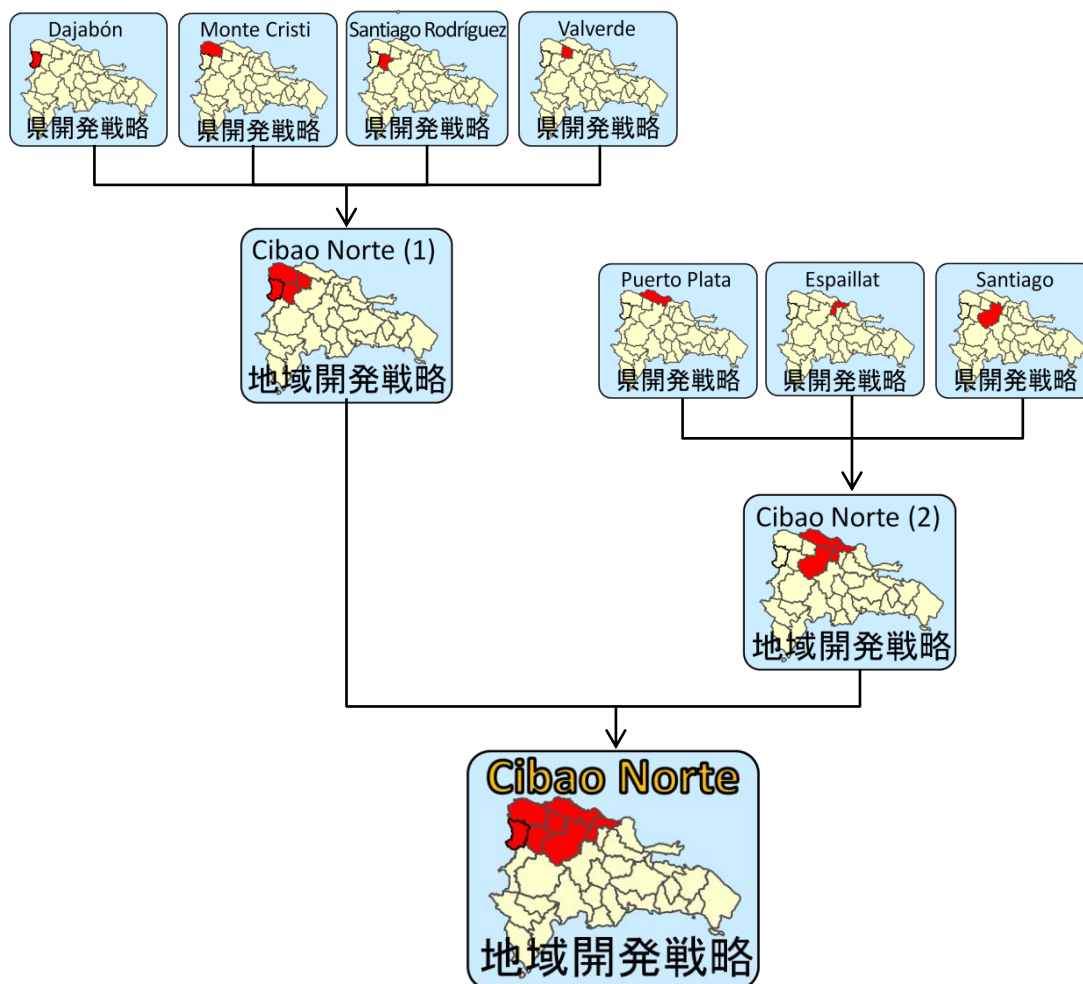 Dajabón
県開発戦略
Monte Cristi
県開発戦略
Santiago Rodríguez
県開発戦略
Valverde
県開発戦略
Cibao Norte (1)
地域開発戦略
Puerto Plata
県開発戦略
Espaillat
県開発戦略
Santiago
県開発戦略
Cibao Norte (2)
地域開発戦略
Cibao Norte
地域開発戦略